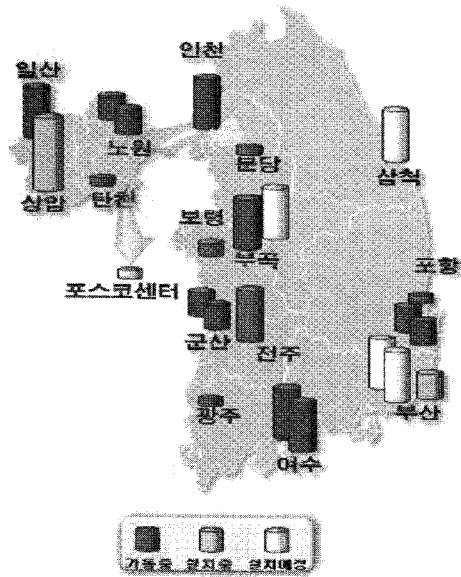 인천
일산
노원
분당
상암
탄천
삼척
보령
부곡
포항
포스코센터
군산
전주
부산
광주
여수
가동중 설치중 설치예정